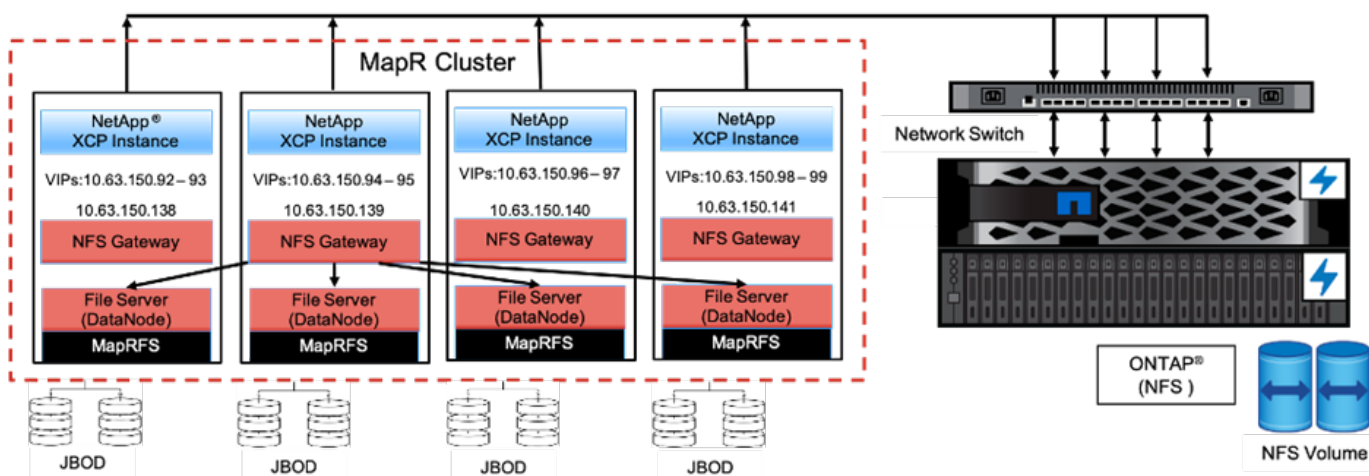 MapR Cluster
NetApp®
XCP Instance
VIPs:10.63.150.92–93
10.63.150.138
NFS Gateway
File Server
(DataNode)
MapRFS
JBOD
NetApp
XCP Instance
VIPs:10.63.150.94–95
10.63.150.139
NFS Gateway
File Server
(DataNode)
MapRFS
JBOD
NetApp
XCP Instance
VIPs:10.63.150.96–97
10.63.150.140
NFS Gateway
File Server
(DataNode)
MapRFS
JBOD
NetApp
XCP Instance
VIPs:10.63.150.98–99
10.63.150.141
NFS Gateway
File Server
(DataNode)
MapRFS
JBOD
Network Switch
ONTAP®
(NFS )
NFS Volume